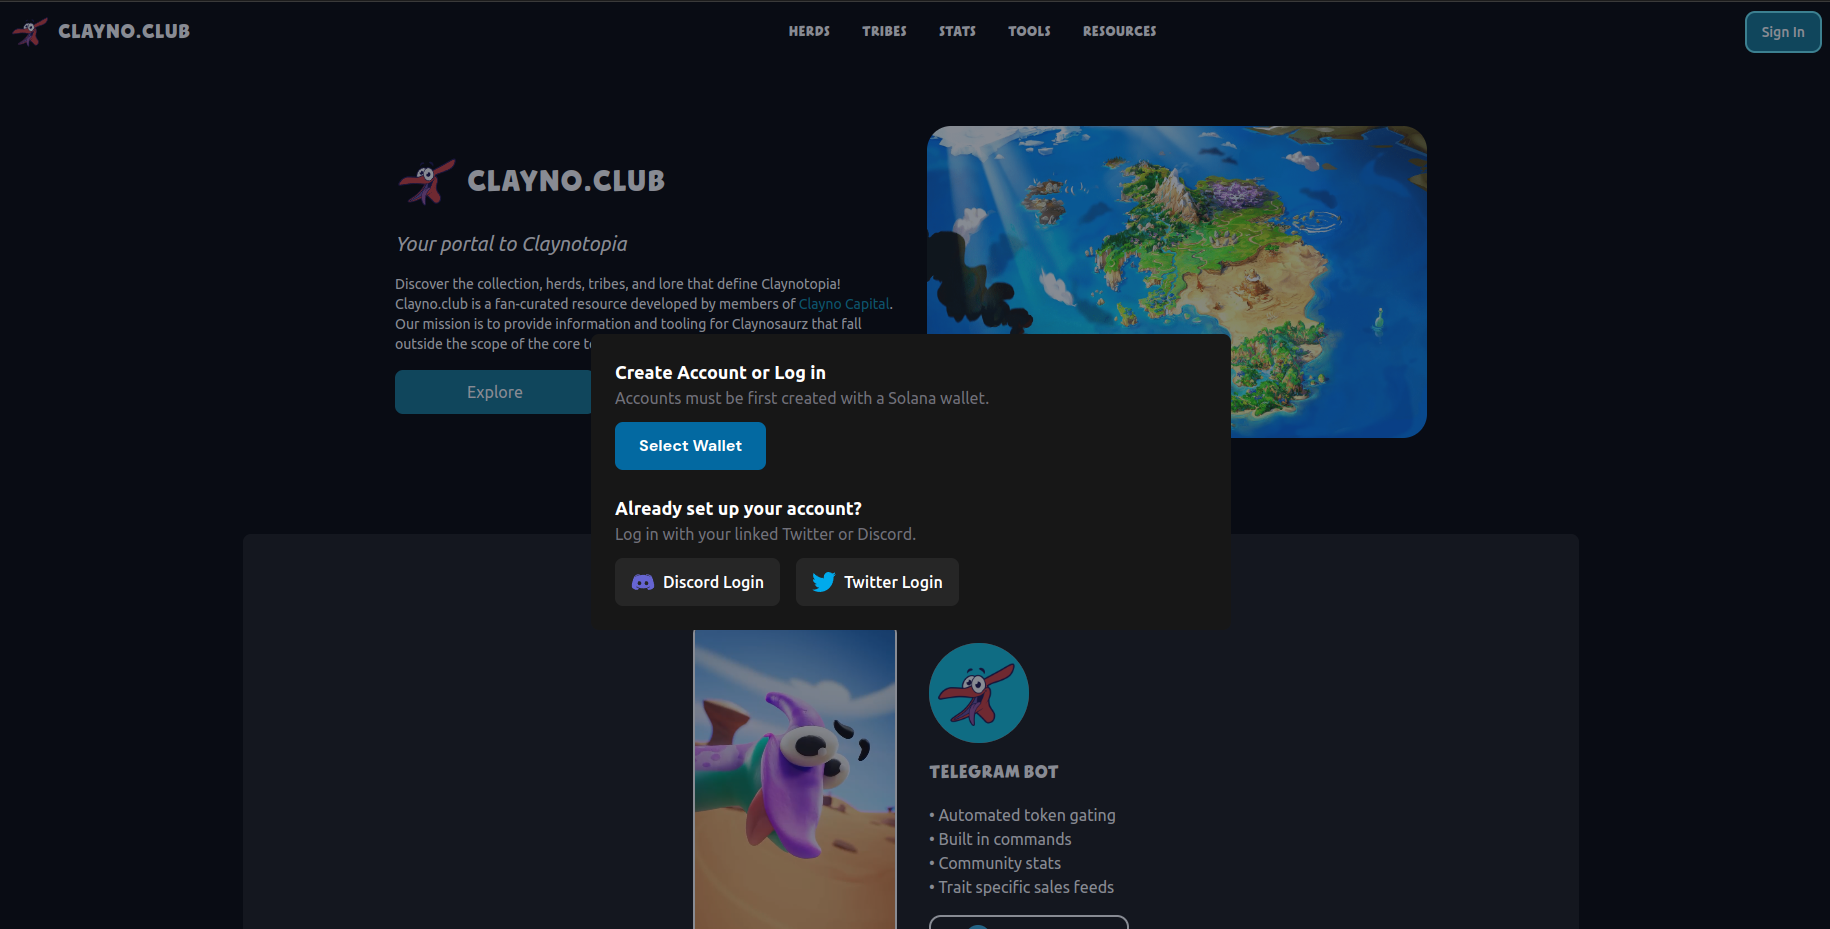 CLAYNO.CLUB
HERDS
TRIBES
STATS
TOOLS
RESOURCES
Sign In
CLAYNO.CLUB
Your portal to Claynotopia
Discover the collection, herds, tribes, and lore that define Claynotopia!
Clayno.club is a fan-curated resource developed by members of Clayno Capital.
Our mission is to provide information and tooling for Claynosaurz that fall
outside the scope of the core
Explore
Create Account or Log in
Accounts must be first created with a Solana wallet.
Select Wallet
Already set up your account?
Log in with your linked Twitter or Discord.
Discord Login
Twitter Login
TELEGRAM BOT
• Automated token gating
• Built in commands
• Community stats
• Trait specific sales feeds